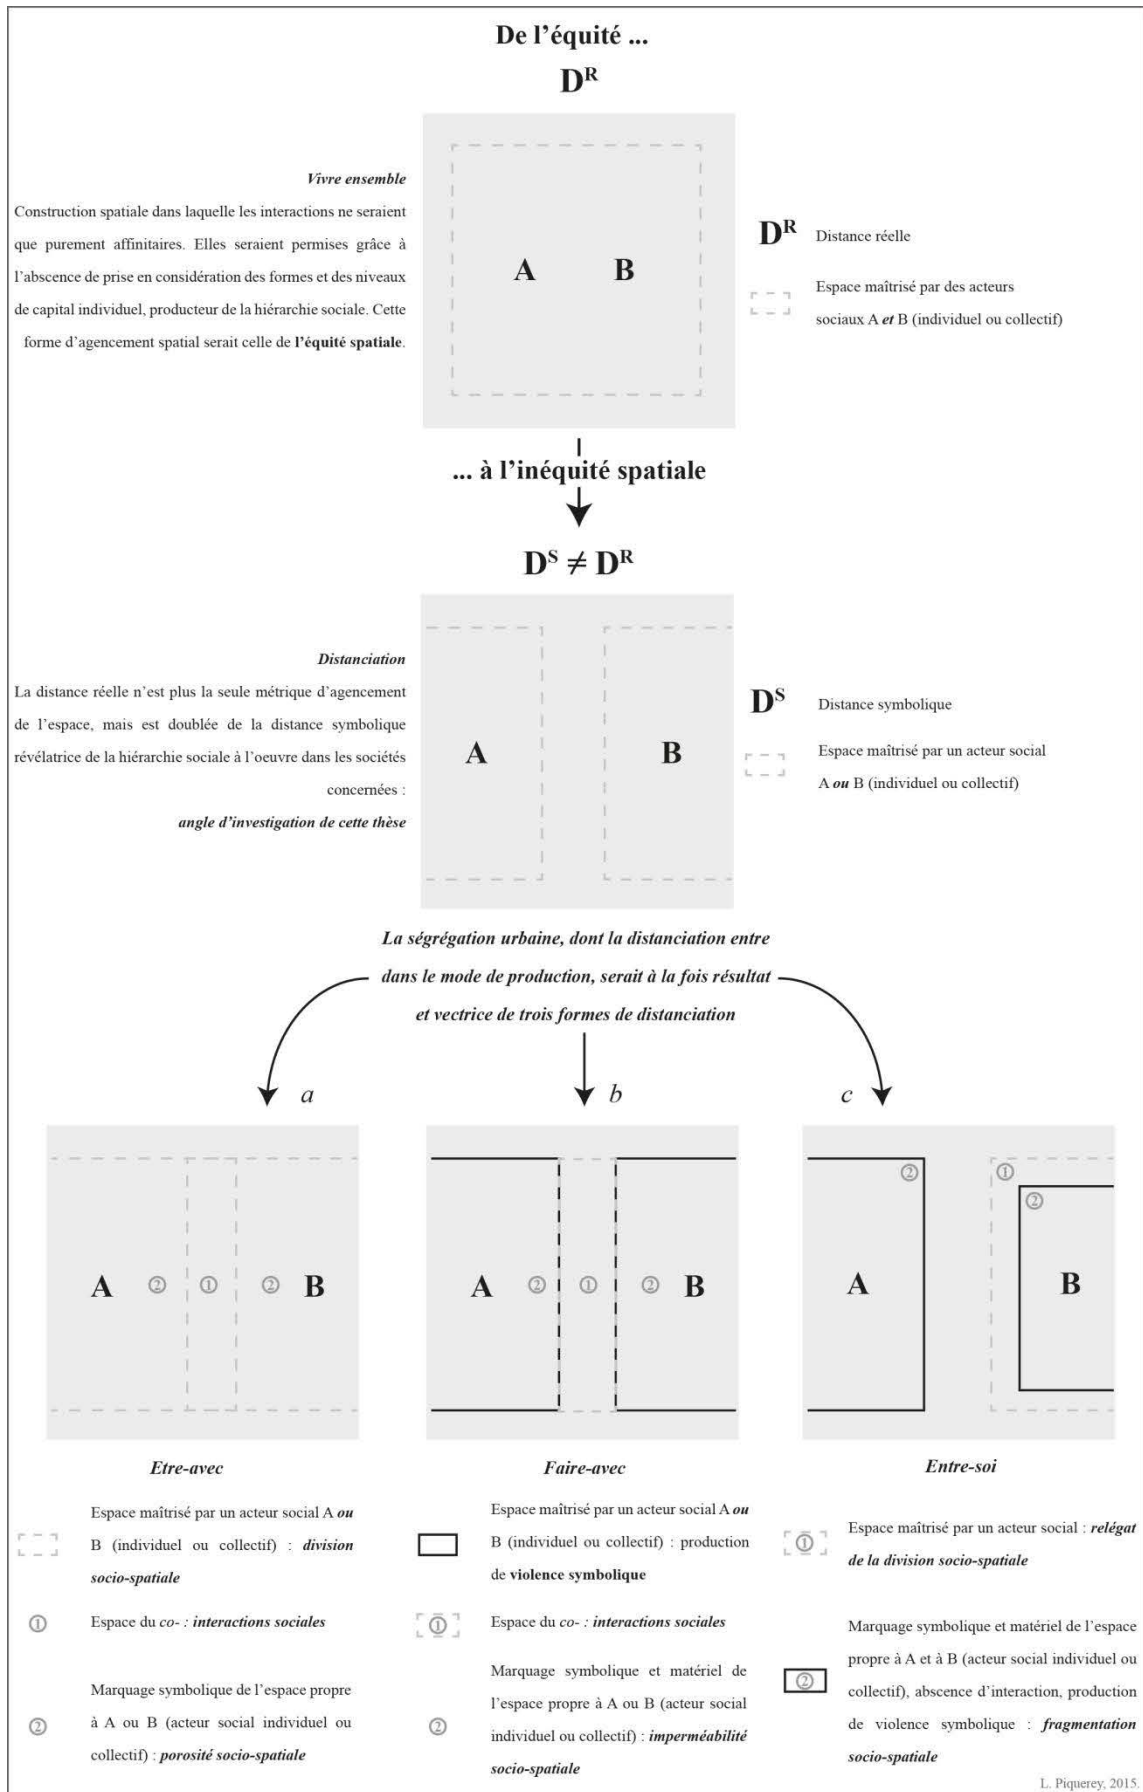 De l'équité ...
D^R
Vivre ensemble
Construction spatiale dans laquelle les interactions ne seraient
que purement affinitaires. Elles seraient permises grâce à
l'absence de prise en considération des formes et des niveaux
de capital individuel, producteur de la hiérarchie sociale. Cette
forme d'agencement spatial serait celle de l'équité spatiale.
A B
D^R Distance réelle
Espace maîtrisé par des acteurs
sociaux A et B (individuel ou collectif)
... à l'inéquité spatiale
D^S ≠ D^R
Distanciation
La distance réelle n'est plus la seule métrique d'agencement
de l'espace, mais est doublée de la distance symbolique
révélatrice de la hiérarchie sociale à l'oeuvre dans les sociétés
concernées :
angle d'investigation de cette thèse
A B
D^S Distance symbolique
Espace maîtrisé par un acteur social
A ou B (individuel ou collectif)
La ségrégation urbaine, dont la distanciation entre
dans le mode de production, serait à la fois résultat
et vectrice de trois formes de distanciation
a b c
A ② ① ② B
A ② ① ② B
A ② ① ② B
Etre-avec
Espace maîtrisé par un acteur social A ou
B (individuel ou collectif) : division
socio-spatiale
① Espace du co- : interactions sociales
Marquage symbolique de l'espace propre
② à A ou B (acteur social individuel ou
collectif) : porosité socio-spatiale
Faire-avec
Espace maîtrisé par un acteur social A ou
B (individuel ou collectif) : production
de violence symbolique
① Espace du co- : interactions sociales
Marquage symbolique et matériel de
l'espace propre à A ou B (acteur social
② individuel ou collectif) : imperméabilité
socio-spatiale
Entre-soi
① Espace maîtrisé par un acteur social : relégat
de la division socio-spatiale
Marquage symbolique et matériel de l'espace
propre à A et à B (acteur social individuel ou
② collectif), absence d'interaction, production
de violence symbolique : fragmentation
socio-spatiale
L. Piquerey, 2015.